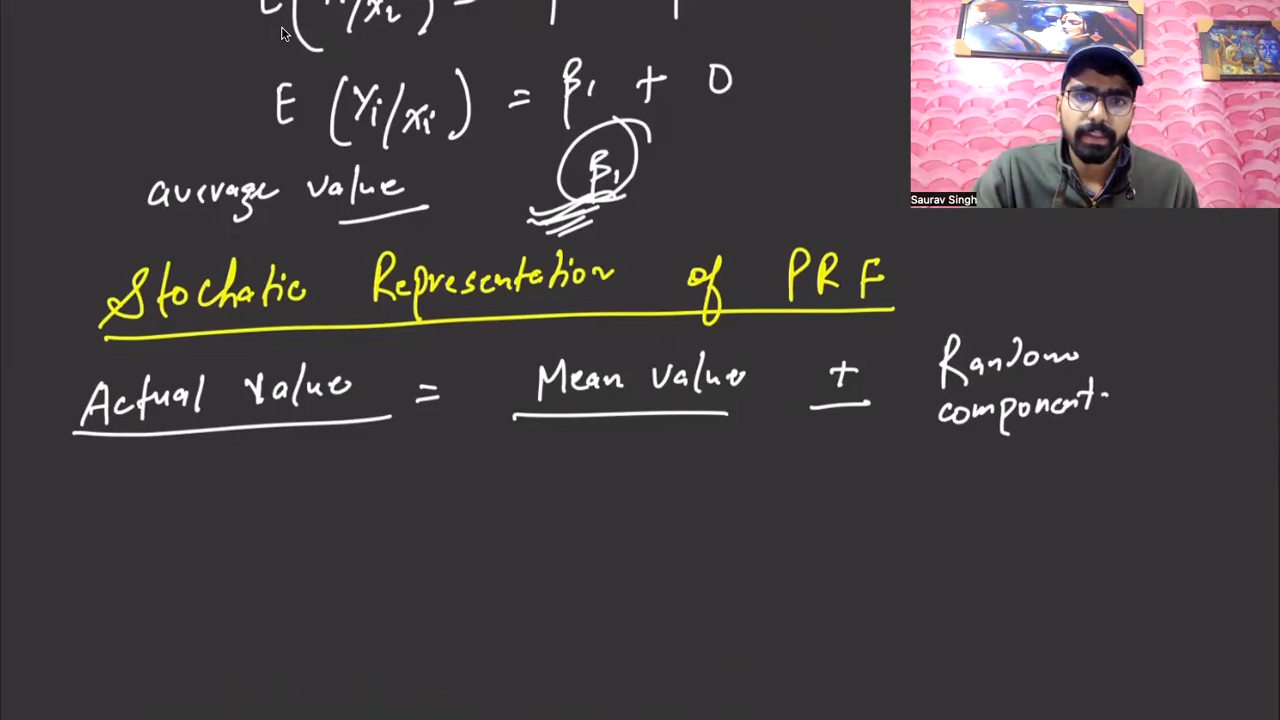 E (Yi/xi) = β1 + 0
average value
β1
Saurav Singh
Stochatic Representation of PRF
Actual value = Mean value ± Random component